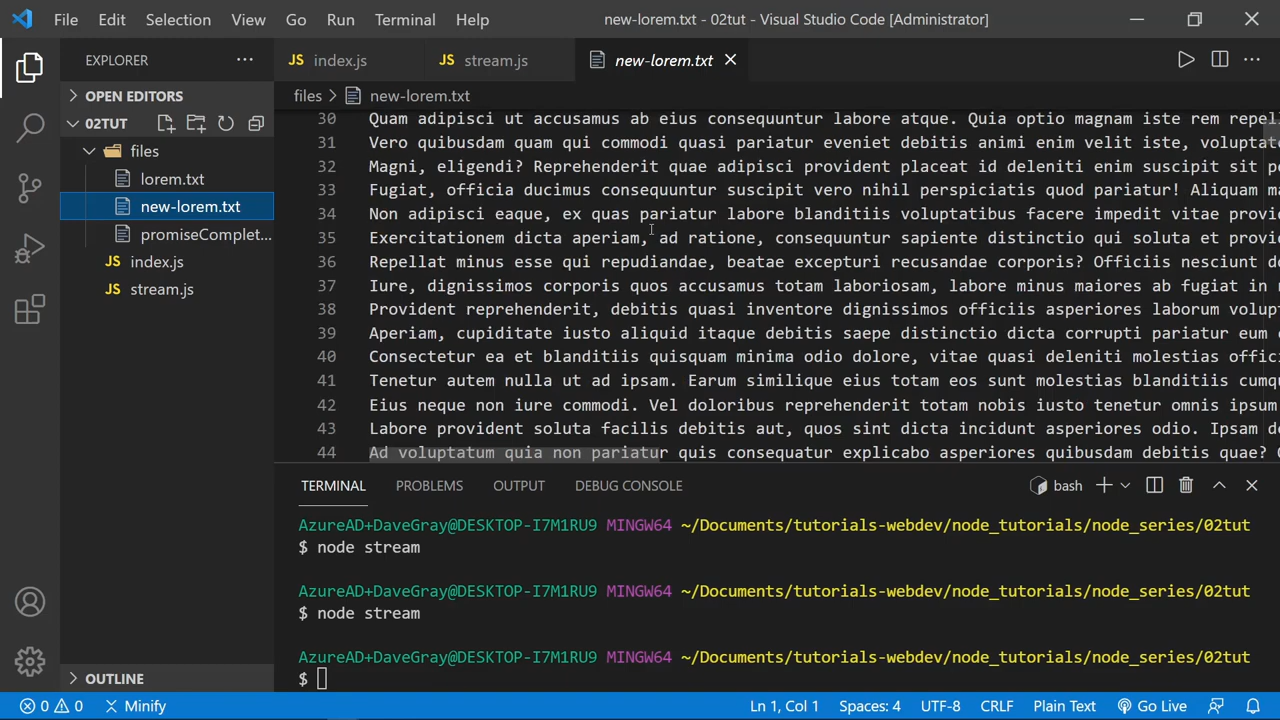 File Edit Selection View Go Run Terminal Help new-lorem.txt - 02tut - Visual Studio Code [Administrator]
EXPLORER
JS index.js
JS stream.js
new-lorem.txt
OPEN EDITORS
files > new-lorem.txt
02TUT
files
lorem.txt
new-lorem.txt
promiseComplet...
JS index.js
JS stream.js
30 Quam adipisci ut accusamus ab eius consequuntur labore atque. Quia optio magnam iste rem repell
31 Vero quibusdam quam qui commodi quasi pariatur eveniet debitis animi enim velit iste, voluptat
32 Magni, eligendi? Reprehenderit quae adipisci provident placeat id deleniti enim suscipit sit p
33 Fugiat, officia ducimus consequuntur suscipit vero nihil perspiciatis quod pariatur! Aliquam m
34 Non adipisci eaque, ex quas pariatur labore blanditiis voluptatibus facere impedit vitae provi
35 Exercitationem dicta aperiam, ad ratione, consequuntur sapiente distinctio qui soluta et provi
36 Repellat minus esse qui repudiandae, beatae excepturi recusandae corporis? Officiis nesciunt d
37 Iure, dignissimos corporis quos accusamus totam laboriosam, labore minus maiores ab fugiat in
38 Provident reprehenderit, debitis quasi inventore dignissimos officiis asperiores laborum volup
39 Aperiam, cupiditate iusto aliquid itaque debitis saepe distinctio dicta corrupti pariatur eum
40 Consectetur ea et blanditiis quisquam minima odio dolore, vitae quasi deleniti molestias offic
41 Tenetur autem nulla ut ad ipsam. Earum similique eius totam eos sunt molestias blanditiis cumq
42 Eius neque non iure commodi. Vel doloribus reprehenderit totam nobis iusto tenetur omnis ipsum
43 Labore provident soluta facilis debitis aut, quos sint dicta incidunt asperiores odio. Ipsam d
44 Ad voluptatum quia non pariatur quis consequatur explicabo asperiores quibusdam debitis quae?
TERMINAL PROBLEMS OUTPUT DEBUG CONSOLE bash
AzureAD+DaveGray@DESKTOP-I7M1RU9 MINGW64 ~/Documents/tutorials-webdev/node_tutorials/node_series/02tut
$ node stream
AzureAD+DaveGray@DESKTOP-I7M1RU9 MINGW64 ~/Documents/tutorials-webdev/node_tutorials/node_series/02tut
$ node stream
AzureAD+DaveGray@DESKTOP-I7M1RU9 MINGW64 ~/Documents/tutorials-webdev/node_tutorials/node_series/02tut
$
OUTLINE
0 0 Minify Ln 1, Col 1 Spaces: 4 UTF-8 CRLF Plain Text Go Live